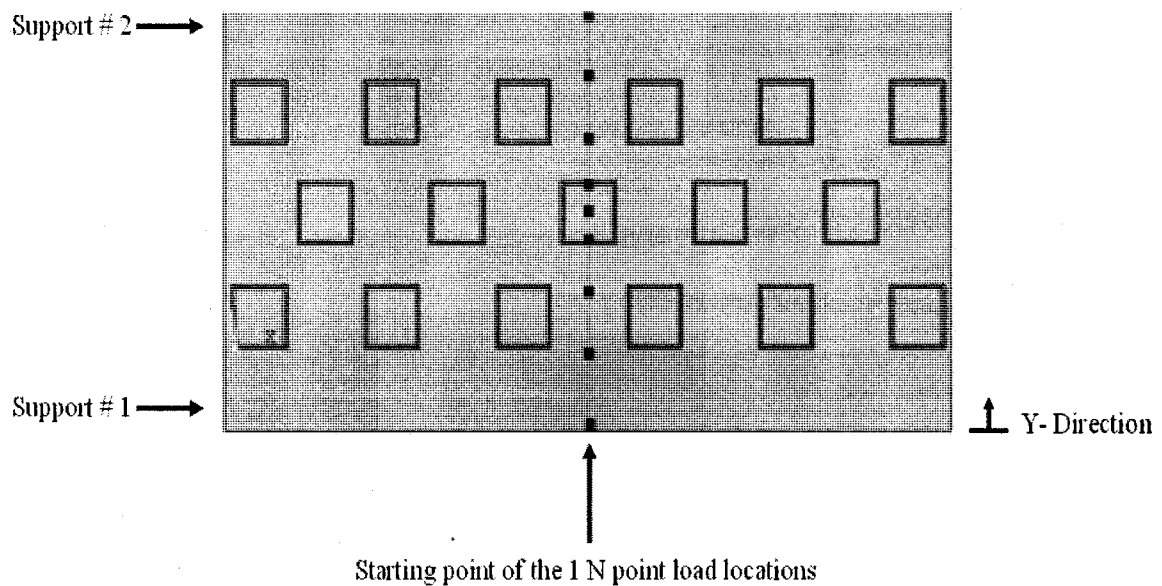 Support # 2
Support # 1
Y- Direction
Starting point of the 1 N point load locations